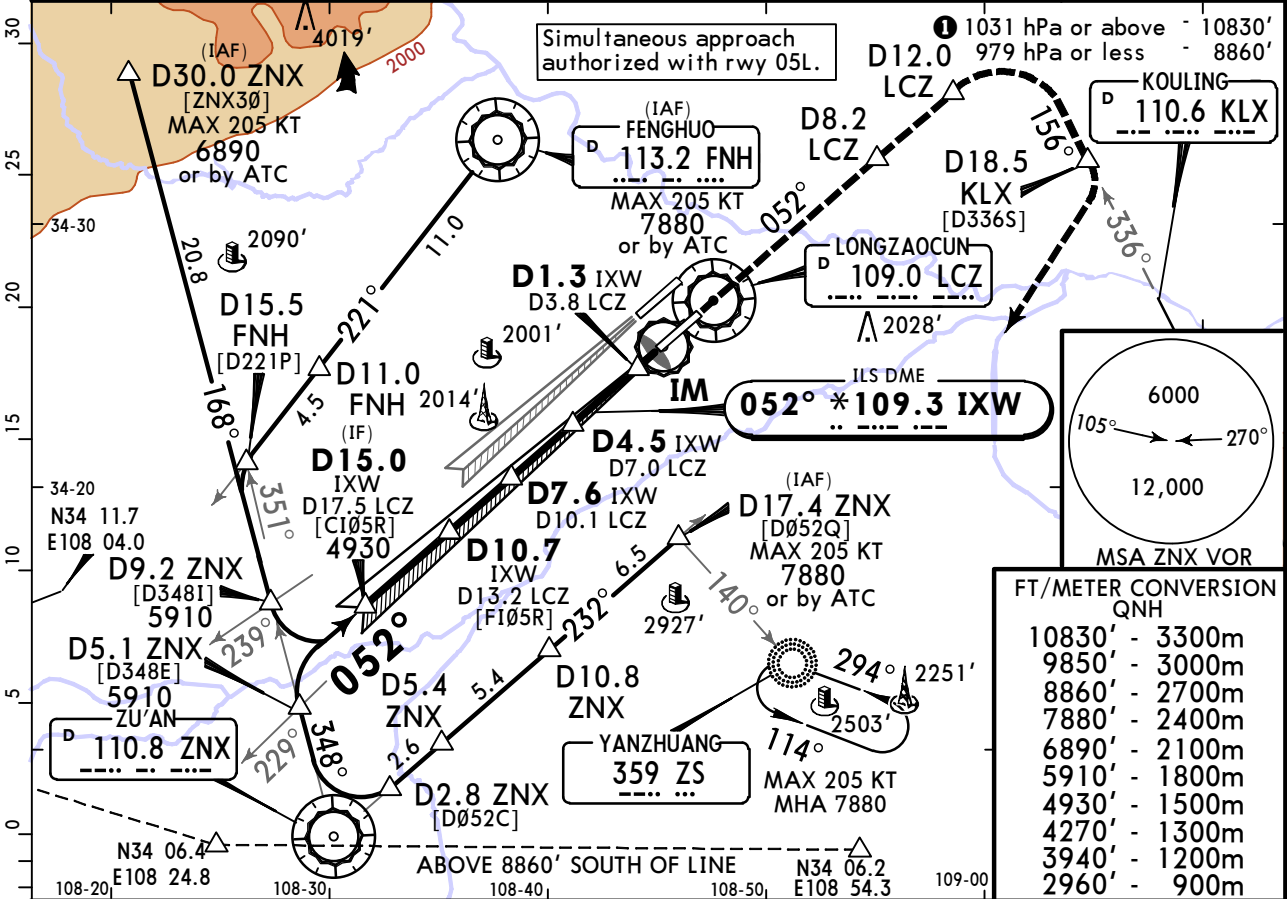 ❶ 1031 hPa or above - 10830'
979 hPa or less - 8860'
Simultaneous approach
authorized with rwy 05L.
4019'
2000
(IAF)
D30.0 ZNX
[ZNX3Ø]
MAX 205 KT
6890
or by ATC
(IAF)
FENGHUO
D 113.2 FNH
MAX 205 KT
7880
or by ATC
D12.0
LCZ
D8.2
LCZ
KOULING
D 110.6 KLX
156°
D18.5
KLX
[D336S]
336°
052°
LONGZAOCUN
D 109.0 LCZ
2028'
30
25
20
15
10
5
0
34-30
34-20
20.8
2090'
11.0
221°
D15.5
FNH
[D221P]
168°
4.5
D11.0
FNH
2001'
2014'
D1.3 IXW
D3.8 LCZ
IM
ILS DME
052° *109.3 IXW
D4.5 IXW
D7.0 LCZ
D7.6 IXW
D10.1 LCZ
D10.7
IXW
D13.2 LCZ
[FIØ5R]
(IF)
D15.0
IXW
D17.5 LCZ
[CIØ5R]
4930
351°
N34 11.7
E108 04.0
D9.2 ZNX
[D348I]
5910
239°
D5.1 ZNX
[D348E]
5910
229°
052°
348°
ZU'AN
D 110.8 ZNX
(IAF)
D17.4 ZNX
[DØ52Q]
MAX 205 KT
7880
or by ATC
6.5
232°
140°
2927'
5.4
D10.8
ZNX
D5.4
ZNX
2.6
D2.8 ZNX
[DØ52C]
294°
2251'
2503'
114°
YANZHUANG
359 ZS
MAX 205 KT
MHA 7880
6000
105°
270°
12,000
MSA ZNX VOR
FT/METER CONVERSION
QNH
10830' - 3300m
9850' - 3000m
8860' - 2700m
7880' - 2400m
6890' - 2100m
5910' - 1800m
4930' - 1500m
4270' - 1300m
3940' - 1200m
2960' - 900m
N34 06.4
E108 24.8
ABOVE 8860' SOUTH OF LINE
N34 06.2
E108 54.3
108-20
108-30
108-40
108-50
109-00